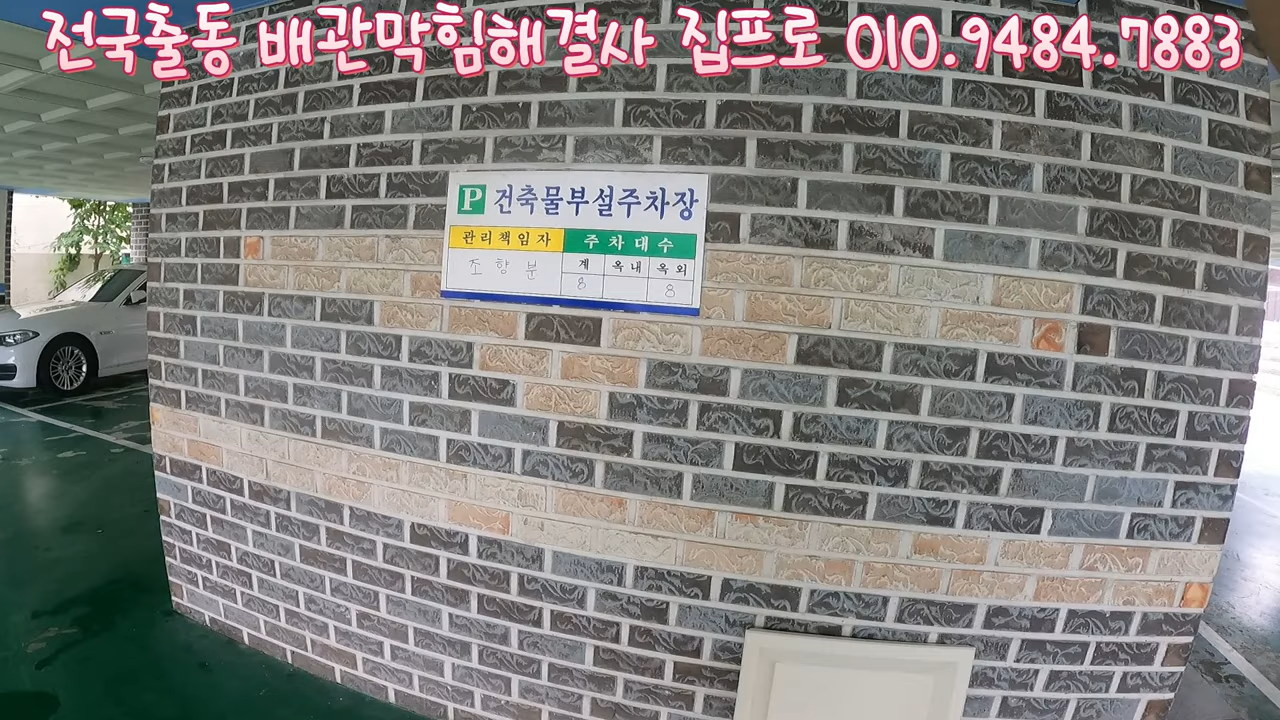 전국출동 배관막힘해결사 집프로 010.9484.7883
P 건축물부설주차장
관리책임자 주차대수
조향분 계 옥내 옥외
8 8